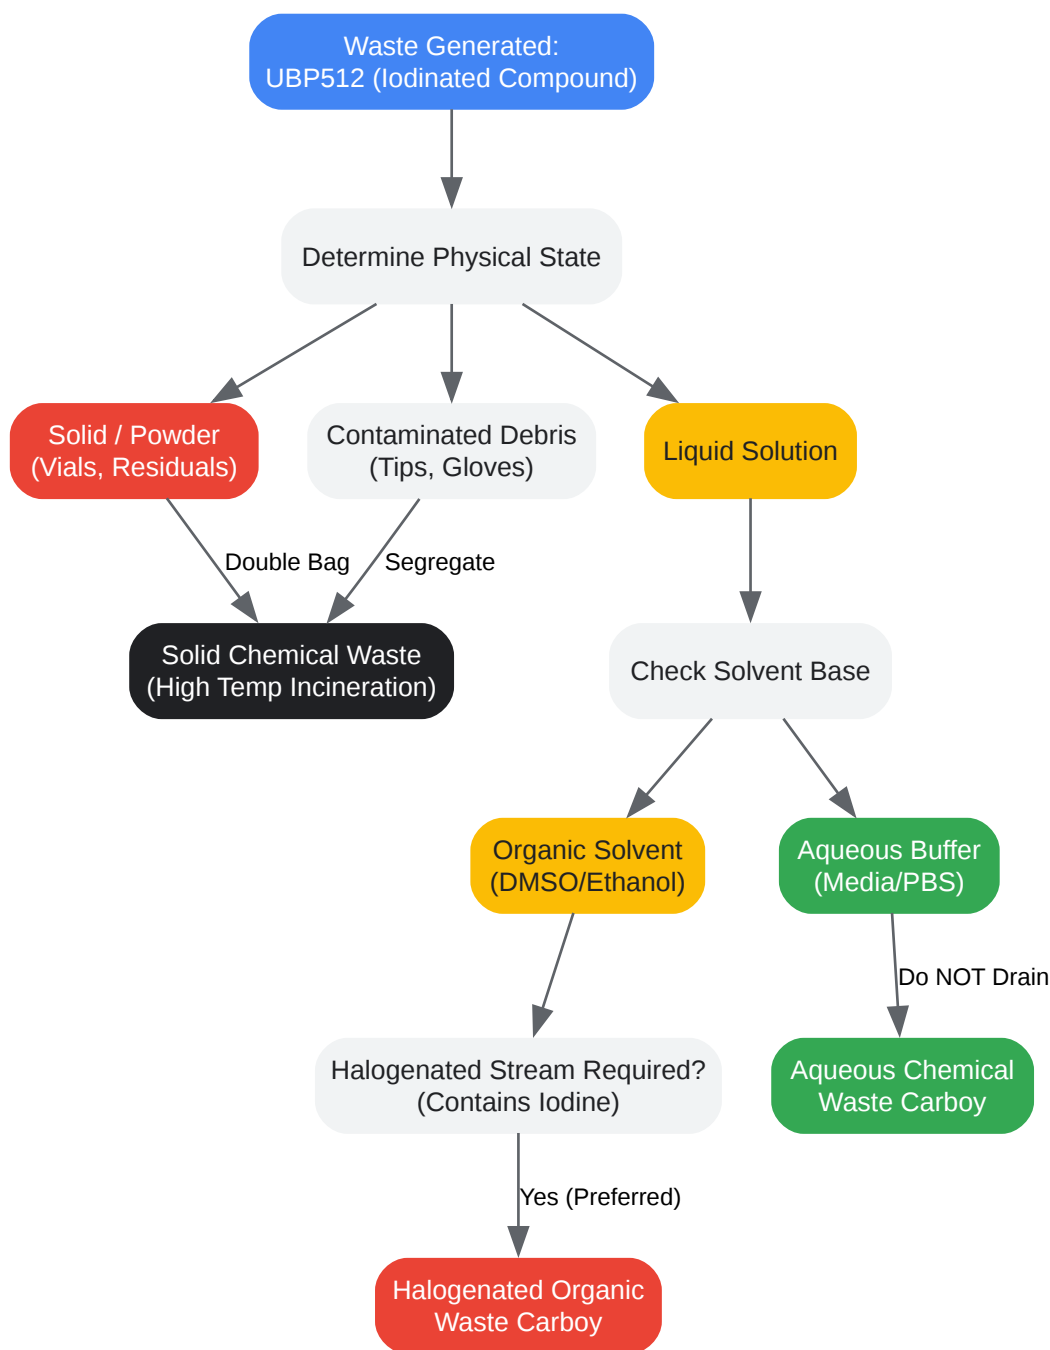 Waste Generated:
UBP512 (Iodinated Compound)
Determine Physical State
Solid / Powder
(Vials, Residuals)
Contaminated Debris
(Tips, Gloves)
Liquid Solution
Double Bag
Segregate
Solid Chemical Waste
(High Temp Incineration)
Check Solvent Base
Organic Solvent
(DMSO/Ethanol)
Aqueous Buffer
(Media/PBS)
Do NOT Drain
Halogenated Stream Required?
(Contains Iodine)
Aqueous Chemical
Waste Carboy
Yes (Preferred)
Halogenated Organic
Waste Carboy